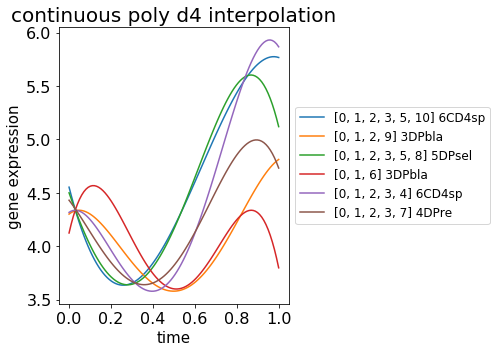 continuous poly d4 interpolation
6.0
5.5
5.0
4.5
4.0
3.5
gene expression
0.0 0.2 0.4 0.6 0.8 1.0
time
[0, 1, 2, 3, 5, 10] 6CD4sp
[0, 1, 2, 9] 3DPbla
[0, 1, 2, 3, 5, 8] 5DPsel
[0, 1, 6] 3DPbla
[0, 1, 2, 3, 4] 6CD4sp
[0, 1, 2, 3, 7] 4DPre